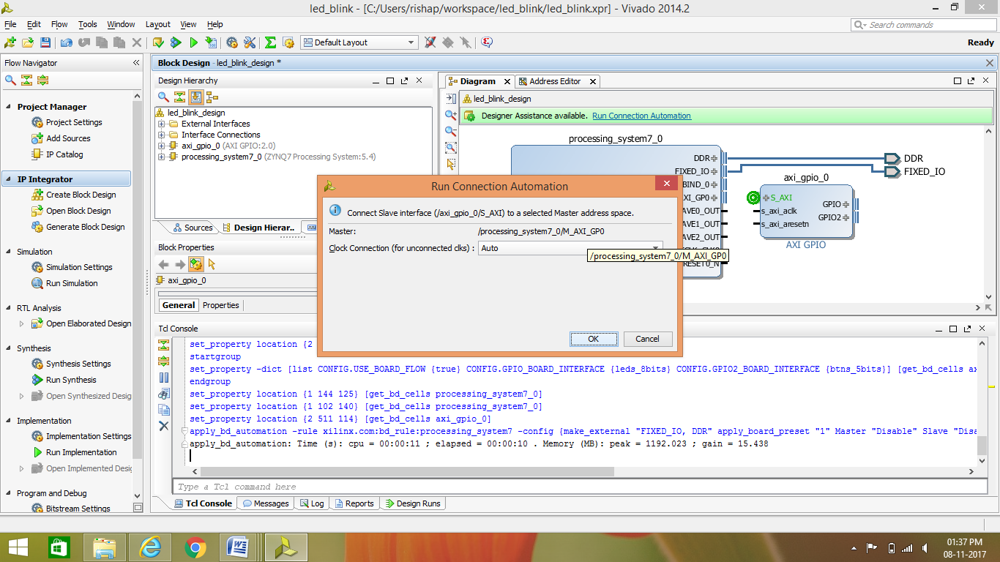 led_blink - [C:/Users/rishap/workspace/led_blink/led_blink.xpr] - Vivado 2014.2
File Edit Flow Tools Window Layout View Help
Search commands
Default Layout
Ready
Flow Navigator
Project Manager
Project Settings
Add Sources
IP Catalog
IP Integrator
Create Block Design
Open Block Design
Generate Block Design
Simulation
Simulation Settings
Run Simulation
RTL Analysis
Open Elaborated Design
Synthesis
Synthesis Settings
Run Synthesis
Open Synthesized Desig
Implementation
Implementation Settings
Run Implementation
Open Implemented Desig
Program and Debug
Bitstream Settings
Block Design - led_blink_design *
Design Hierarchy
led_blink_design
External Interfaces
Interface Connections
axi_gpio_0 (AXI GPIO:2.0)
processing_system7_0 (ZYNQ7 Processing System:5.4)
Sources
Design Hierar..
Block Properties
axi_gpio_0
General
Properties
Diagram
Address Editor
led_blink_design
Designer Assistance available. Run Connection Automation
processing_system7_0
DDR
FIXED_IO
BIND_0
XI_GP0
AVE0_OUT
AVE1_OUT
AVE2_OUT
RESET0_N
DDR
FIXED_IO
axi_gpio_0
S_AXI
s_axi_aclk
s_axi_aresetn
GPIO
GPIO2
AXI GPIO
Run Connection Automation
Connect Slave interface (/axi_gpio_0/S_AXI) to a selected Master address space.
Master: /processing_system7_0/M_AXI_GP0
Clock Connection (for unconnected clks) : Auto
/processing_system7_0/M_AXI_GP0
OK
Cancel
Tcl Console
set_property location {2
startgroup
set_property -dict [list CONFIG.USE_BOARD_FLOW {true} CONFIG.GPIO_BOARD_INTERFACE {leds_8bits} CONFIG.GPIO2_BOARD_INTERFACE {btns_5bits}] [get_bd_cells ax
endgroup
set_property location {1 144 125} [get_bd_cells processing_system7_0]
set_property location {1 102 140} [get_bd_cells processing_system7_0]
set_property location {2 511 114} [get_bd_cells axi_gpio_0]
apply_bd_automation -rule xilinx.com:bd_rule:processing_system7 -config {make_external "FIXED_IO, DDR" apply_board_preset "1" Master "Disable" Slave "Disa
apply_bd_automation: Time (s): cpu = 00:00:11 ; elapsed = 00:00:10 . Memory (MB): peak = 1192.023 ; gain = 15.438
Type a Tcl command here
Tcl Console
Messages
Log
Reports
Design Runs
01:37 PM
08-11-2017